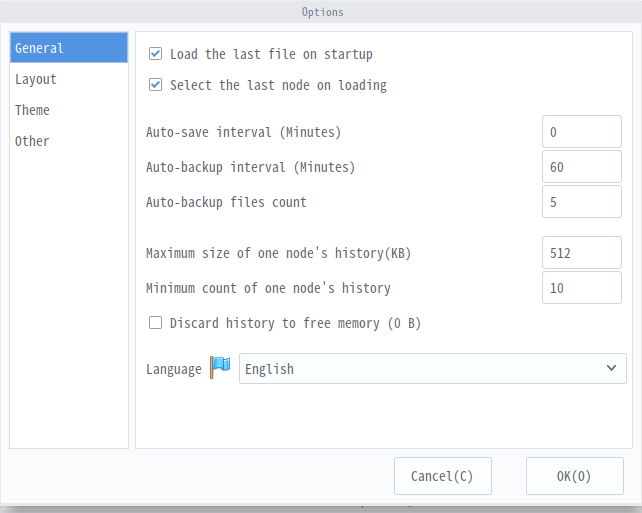 Options
General
Layout
Theme
Other
Load the last file on startup
Select the last node on loading
Auto-save interval (Minutes) 0
Auto-backup interval (Minutes) 60
Auto-backup files count 5
Maximum size of one node's history(KB) 512
Minimum count of one node's history 10
Discard history to free memory (0 B)
Language English
Cancel(C) OK(O)